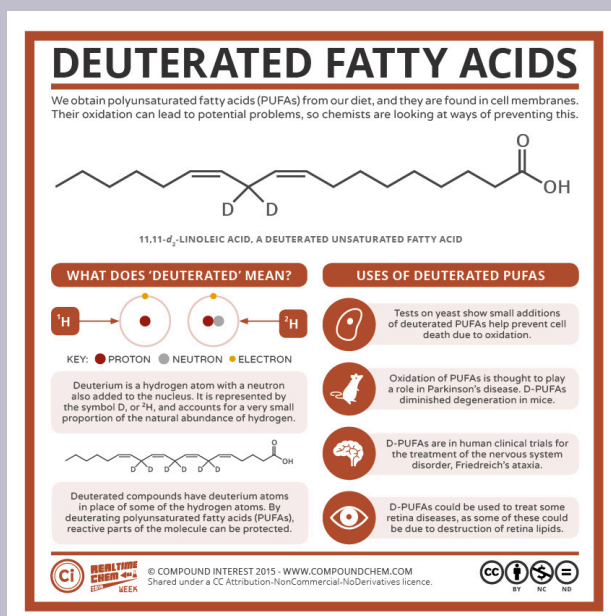 DEUTERATED FATTY ACIDS
We obtain polyunsaturated fatty acids (PUFAs) from our diet, and they are found in cell membranes.
Their oxidation can lead to potential problems, so chemists are looking at ways of preventing this.
O
OH
D D
11,11-d₂-LINOLEIC ACID, A DEUTERATED UNSATURATED FATTY ACID
WHAT DOES 'DEUTERATED' MEAN?
¹H
²H
KEY: PROTON NEUTRON ELECTRON
Deuterium is a hydrogen atom with a neutron
also added to the nucleus. It is represented by
the symbol D, or ²H, and accounts for a very small
proportion of the natural abundance of hydrogen.
O
OH
D D D D
Deuterated compounds have deuterium atoms
in place of some of the hydrogen atoms. By
deuterating polyunsaturated fatty acids (PUFAs),
reactive parts of the molecule can be protected.
USES OF DEUTERATED PUFAS
Tests on yeast show small additions
of deuterated PUFAs help prevent cell
death due to oxidation.
Oxidation of PUFAs is thought to play
a role in Parkinson's disease. D-PUFAs
diminished degeneration in mice.
D-PUFAs are in human clinical trials for
the treatment of the nervous system
disorder, Friedreich's ataxia.
D-PUFAs could be used to treat some
retina diseases, as some of these could
be due to destruction of retina lipids.
Ci
REALTIME
CHEM
WEEK
© COMPOUND INTEREST 2015 - WWW.COMPOUNDCHEM.COM
Shared under a CC Attribution-NonCommercial-NoDerivatives licence.
CC
BY NC ND